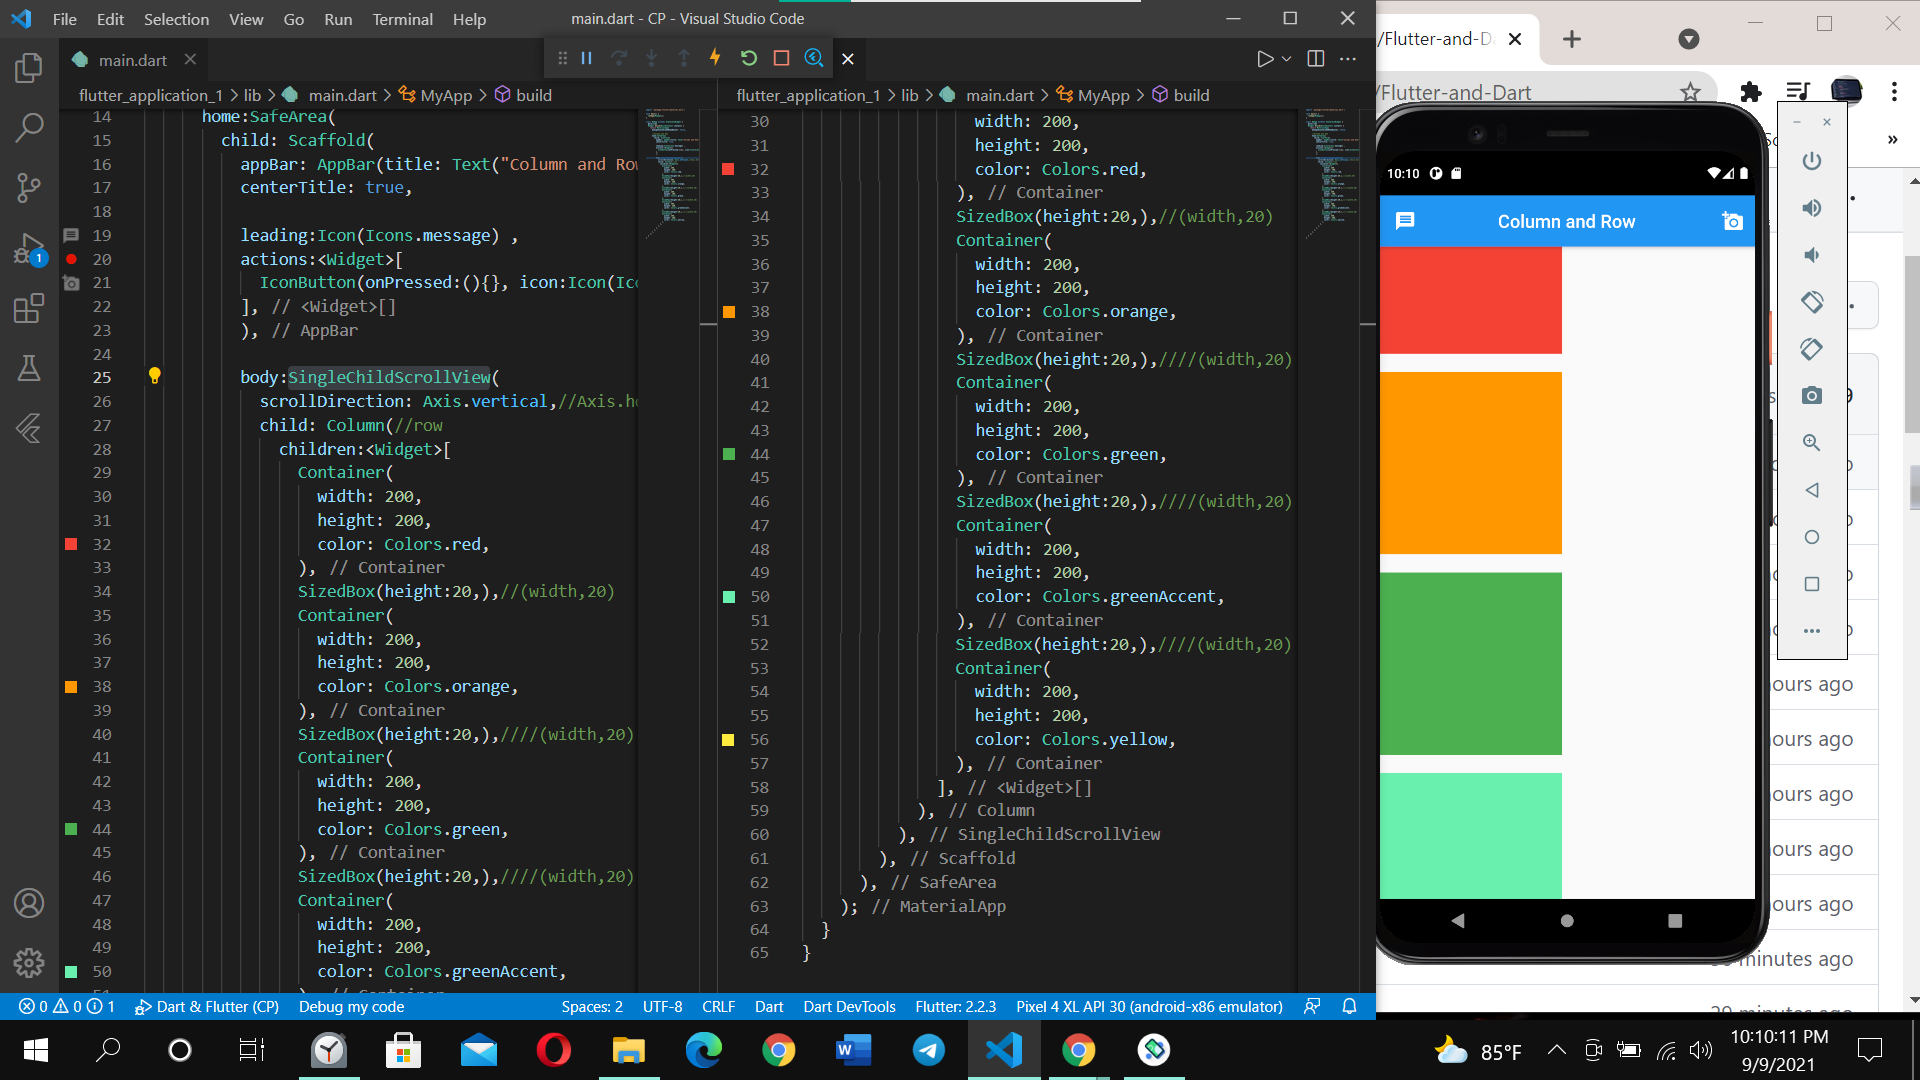 File Edit Selection View Go Run Terminal Help
main.dart - CP - Visual Studio Code
main.dart
flutter_application_1 > lib > main.dart > MyApp > build
14 home:SafeArea(
15 child: Scaffold(
16 appBar: AppBar(title: Text("Column and Row
17 centerTitle: true,
18
19 leading:Icon(Icons.message) ,
20 actions:<Widget>[
21 IconButton(onPressed:(){}, icon:Icon(Ico
22 ], // <Widget>[]
23 ), // AppBar
24
25 body:SingleChildScrollView(
26 scrollDirection: Axis.vertical,//Axis.ho
27 child: Column(//row
28 children:<Widget>[
29 Container(
30 width: 200,
31 height: 200,
32 color: Colors.red,
33 ), // Container
34 SizedBox(height:20,),//(width,20)
35 Container(
36 width: 200,
37 height: 200,
38 color: Colors.orange,
39 ), // Container
40 SizedBox(height:20,),////(width,20)
41 Container(
42 width: 200,
43 height: 200,
44 color: Colors.green,
45 ), // Container
46 SizedBox(height:20,),////(width,20)
47 Container(
48 width: 200,
49 height: 200,
50 color: Colors.greenAccent,
flutter_application_1 > lib > main.dart > MyApp > build
30 width: 200,
31 height: 200,
32 color: Colors.red,
33 ), // Container
34 SizedBox(height:20,),//(width,20)
35 Container(
36 width: 200,
37 height: 200,
38 color: Colors.orange,
39 ), // Container
40 SizedBox(height:20,),////(width,20)
41 Container(
42 width: 200,
43 height: 200,
44 color: Colors.green,
45 ), // Container
46 SizedBox(height:20,),////(width,20)
47 Container(
48 width: 200,
49 height: 200,
50 color: Colors.greenAccent,
51 ), // Container
52 SizedBox(height:20,),////(width,20)
53 Container(
54 width: 200,
55 height: 200,
56 color: Colors.yellow,
57 ), // Container
58 ], // <Widget>[]
59 ), // Column
60 ), // SingleChildScrollView
61 ), // Scaffold
62 ), // SafeArea
63 ); // MaterialApp
64 }
65 }
1
0 0 1 Dart & Flutter (CP) Debug my code Spaces: 2 UTF-8 CRLF Dart Dart DevTools Flutter: 2.2.3 Pixel 4 XL API 30 (android-x86 emulator)
/Flutter-and-D
/Flutter-and-Dart
»
10:10
Column and Row
hours ago
hours ago
hours ago
hours ago
hours ago
minutes ago
85°F
10:10:11 PM
9/9/2021